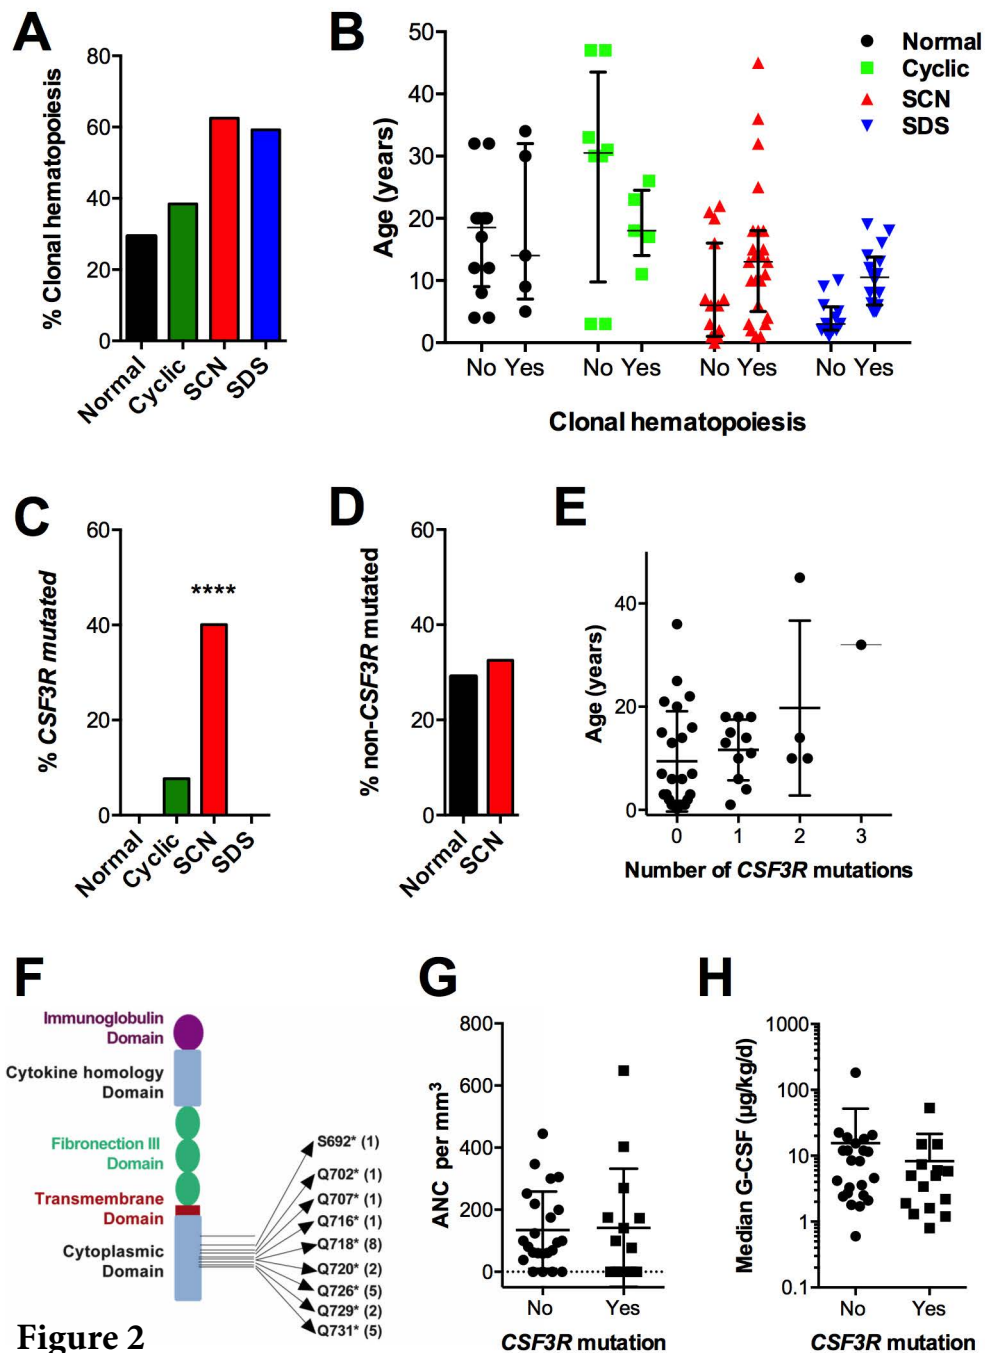 A
% Clonal hematopoiesis
80
60
40
20
0
Normal
Cyclic
SCN
SDS
B
Age (years)
50
40
30
20
10
0
No Yes
No Yes
No Yes
No Yes
Clonal hematopoiesis
Normal
Cyclic
SCN
SDS
C
% CSF3R mutated
60
40
20
0
****
Normal
Cyclic
SCN
SDS
D
% non-CSF3R mutated
60
40
20
0
Normal
SCN
E
Age (years)
40
20
0
0 1 2 3
Number of CSF3R mutations
F
Immunoglobulin
Domain
Cytokine homology
Domain
Fibronection III
Domain
Transmembrane
Domain
Cytoplasmic
Domain
S692* (1)
Q702* (1)
Q707* (1)
Q716* (1)
Q718* (8)
Q720* (2)
Q726* (5)
Q729* (2)
Q731* (5)
G
ANC per mm3
800
600
400
200
0
No Yes
CSF3R mutation
H
Median G-CSF (µg/kg/d)
1000
100
10
1
0.1
No Yes
CSF3R mutation
Figure 2